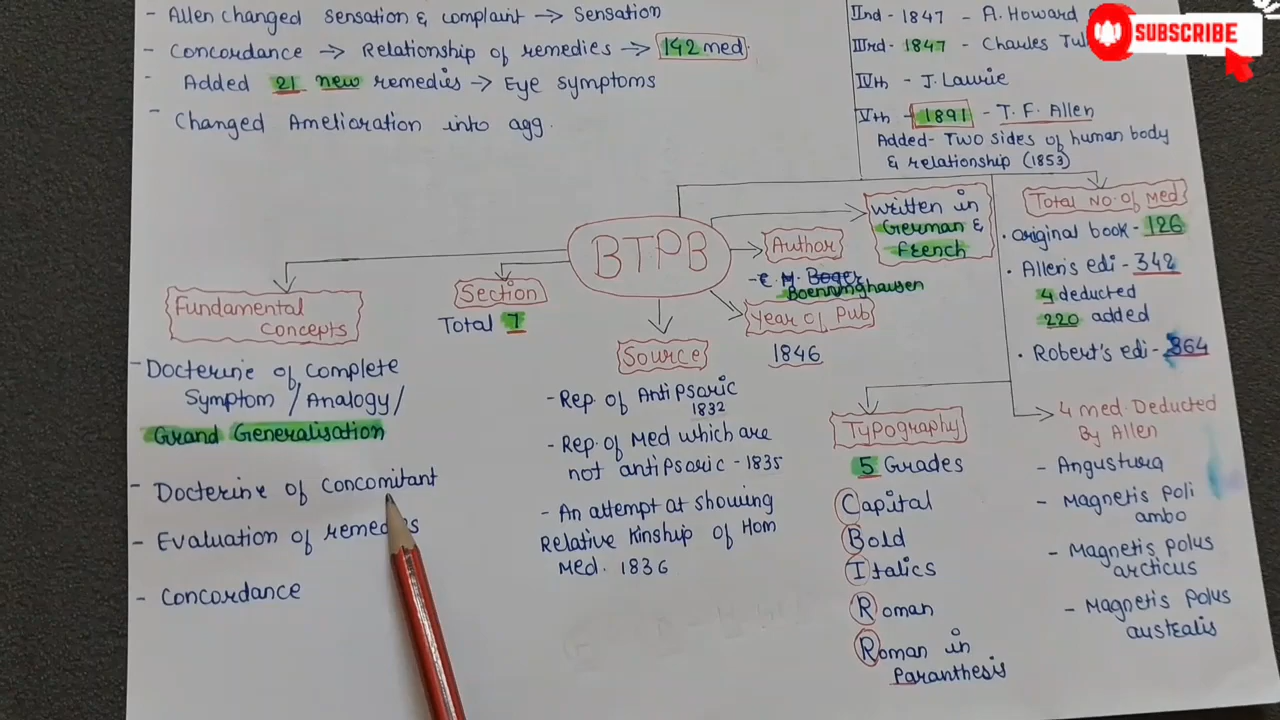 - Allen changed sensation & complaint → Sensation
- Concordance → Relationship of remedies → 142 med.
- Added 21 new remedies → Eye symptoms
- Changed Amelioration into agg.
IInd - 1847 - A. Howard
IIIrd - 1847 - Charles
IVth - J. Laurie
Vth - 1891 - T. F. Allen
Added - Two sides of human body
& relationship (1853)
SUBSCRIBE
BTPB
Fundamental
Concepts
- Docterine of complete
Symptom / Analogy /
Grand Generalisation
- Docterine of concomitant
- Evaluation of remedies
- Concordance
Section
Total 7
Source
- Rep. of Anti Psoric
1832
- Rep. of Med which are
not anti Psoric - 1835
- An attempt at showing
Relative Kinship of Hom
Med. 1836
Author
- C. M. Boger
Boenninghausen
Year of Pub
1846
written in
German &
French
Total No. of Med
• original book - 126
• Allen's edi - 342
4 deducted
220 added
• Robert's edi - 364
Typography
5 Grades
Capital
Bold
Italics
Roman
Roman in
Paranthesis
4 med. Deducted
By Allen
- Angustura
- Magnetis poli
ambo
- Magnetis polus
arcticus
- Magnetis polus
australis